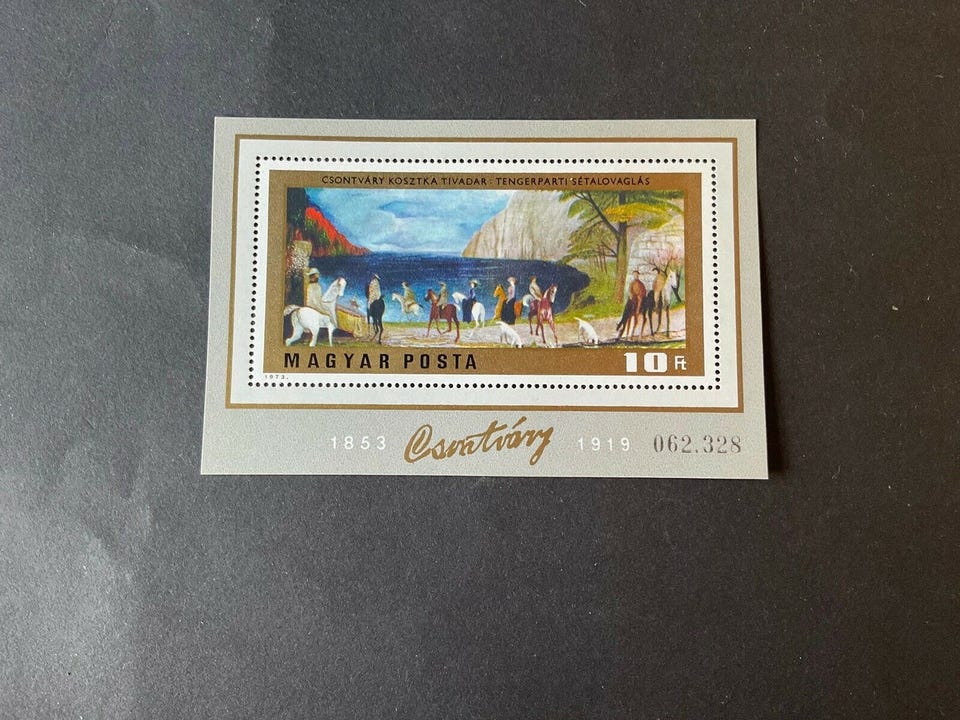 CSONTVÁRY KOSZTKA TIVADAR: TENGERPARTI SÉTALOVAGLÁS
MAGYAR POSTA 10 Ft
1973.
1853 Csontváry 1919 062.328